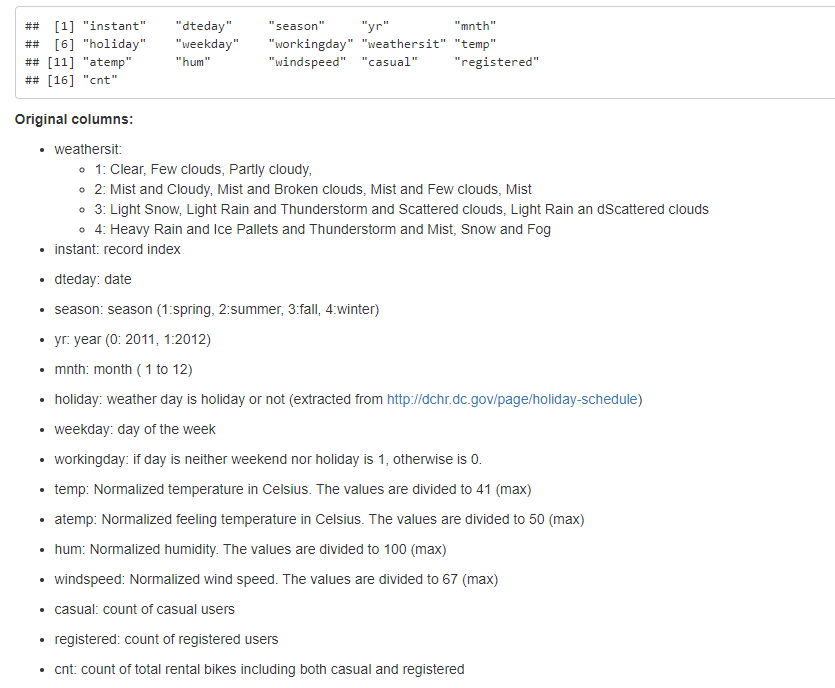 ## [1] "instant" "dteday" "season" "yr" "mnth"
## [6] "holiday" "weekday" "workingday" "weathersit" "temp"
## [11] "atemp" "hum" "windspeed" "casual" "registered"
## [16] "cnt"
Original columns:
• weathersit:
◦ 1: Clear, Few clouds, Partly cloudy,
◦ 2: Mist and Cloudy, Mist and Broken clouds, Mist and Few clouds, Mist
◦ 3: Light Snow, Light Rain and Thunderstorm and Scattered clouds, Light Rain an dScattered clouds
◦ 4: Heavy Rain and Ice Pallets and Thunderstorm and Mist, Snow and Fog
• instant: record index
• dteday: date
• season: season (1:spring, 2:summer, 3:fall, 4:winter)
• yr: year (0: 2011, 1:2012)
• mnth: month ( 1 to 12)
• holiday: weather day is holiday or not (extracted from http://dchr.dc.gov/page/holiday-schedule)
• weekday: day of the week
• workingday: if day is neither weekend nor holiday is 1, otherwise is 0.
• temp: Normalized temperature in Celsius. The values are divided to 41 (max)
• atemp: Normalized feeling temperature in Celsius. The values are divided to 50 (max)
• hum: Normalized humidity. The values are divided to 100 (max)
• windspeed: Normalized wind speed. The values are divided to 67 (max)
• casual: count of casual users
• registered: count of registered users
• cnt: count of total rental bikes including both casual and registered